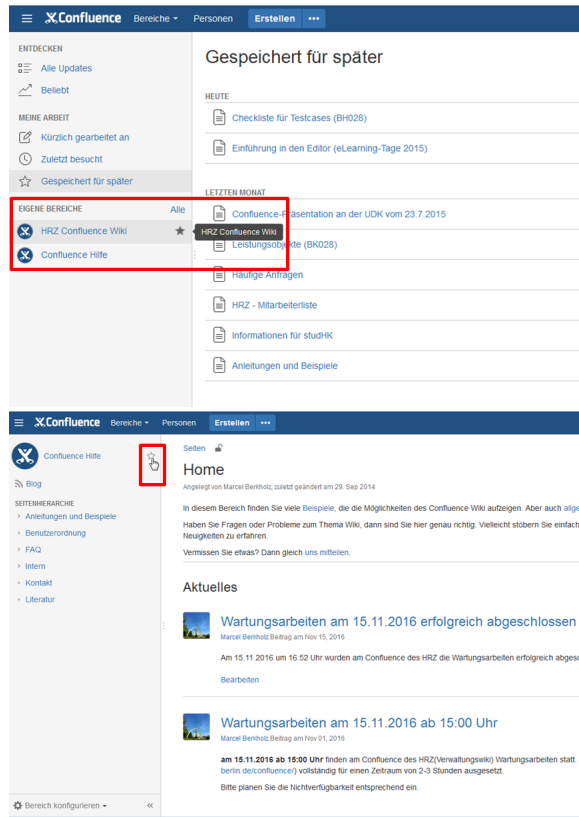 Confluence Bereiche Personen Erstellen •••
ENTDECKEN
Alle Updates
Beliebt
MEINE ARBEIT
Kürzlich gearbeitet an
Zuletzt besucht
Gespeichert für später
EIGENE BEREICHE Alle
HRZ Confluence Wiki
Confluence Hilfe
Gespeichert für später
HEUTE
Checkliste für Testcases (BH028)
Einführung in den Editor (eLearning-Tage 2015)
LETZTEN MONAT
Confluence-Präsentation an der UDK vom 23.7.2015
HRZ Confluence Wiki
Leistungsobjekte (BK028)
Häufige Anfragen
HRZ - Mitarbeiterliste
Informationen für studHK
Anleitungen und Beispiele
Confluence Bereiche Personen Erstellen •••
Confluence Hilfe
Blog
SEITENHIERARCHIE
Anleitungen und Beispiele
Benutzerordnung
FAQ
Intern
Kontakt
Literatur
Bereich konfigurieren «
Seiten
Home
Angelegt von Marcel Berkholz, zuletzt geändert am 29. Sep 2014
In diesem Bereich finden Sie viele Beispiele, die die Möglichkeiten des Confluence Wiki aufzeigen. Aber auch allge
Haben Sie Fragen oder Probleme zum Thema Wiki, dann sind Sie hier genau richtig. Vielleicht stöbern Sie einfach
Neuigkeiten zu erfahren.
Vermissen Sie etwas? Dann gleich uns mitteilen.
Aktuelles
Wartungsarbeiten am 15.11.2016 erfolgreich abgeschlossen
Marcel Berkholz Beitrag am Nov 15, 2016
Am 15.11.2016 um 16:52 Uhr wurden am Confluence des HRZ die Wartungsarbeiten erfolgreich abgesc
Bearbeiten
Wartungsarbeiten am 15.11.2016 ab 15:00 Uhr
Marcel Berkholz Beitrag am Nov 01, 2016
am 15.11.2016 ab 15:00 Uhr finden am Confluence des HRZ(Verwaltungswiki) Wartungsarbeiten statt.
berlin.de/confluence/) vollständig für einen Zeitraum von 2-3 Stunden ausgesetzt.
Bitte planen Sie die Nichtverfügbarkeit entsprechend ein.